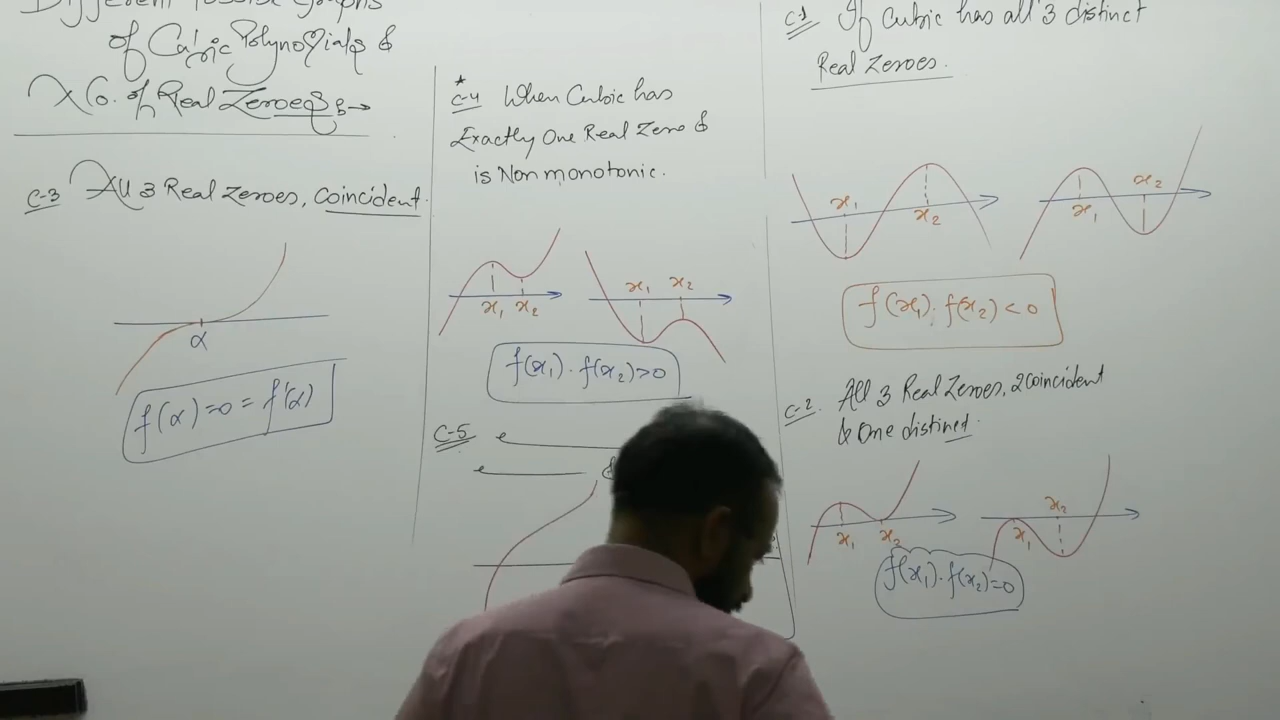 Different Possible Graphs
of Cubic Polynomials &
No. of Real Zeroes :→
C-3 All 3 Real Zeroes, Coincident.
α
f(α)=0=f'(α)
*
C-4 When Cubic has
Exactly One Real Zero &
is Non monotonic.
x₁ x₂
x₁ x₂
f(x₁).f(x₂)>0
C-5
&
C-1 If Cubic has all 3 distinct
Real Zeroes.
x₁ x₂
x₁ x₂
f(x₁).f(x₂)<0
C-2. All 3 Real Zeroes, 2 coincident
& One distinct.
x₁ x₂
x₁ x₂
f(x₁).f(x₂)=0